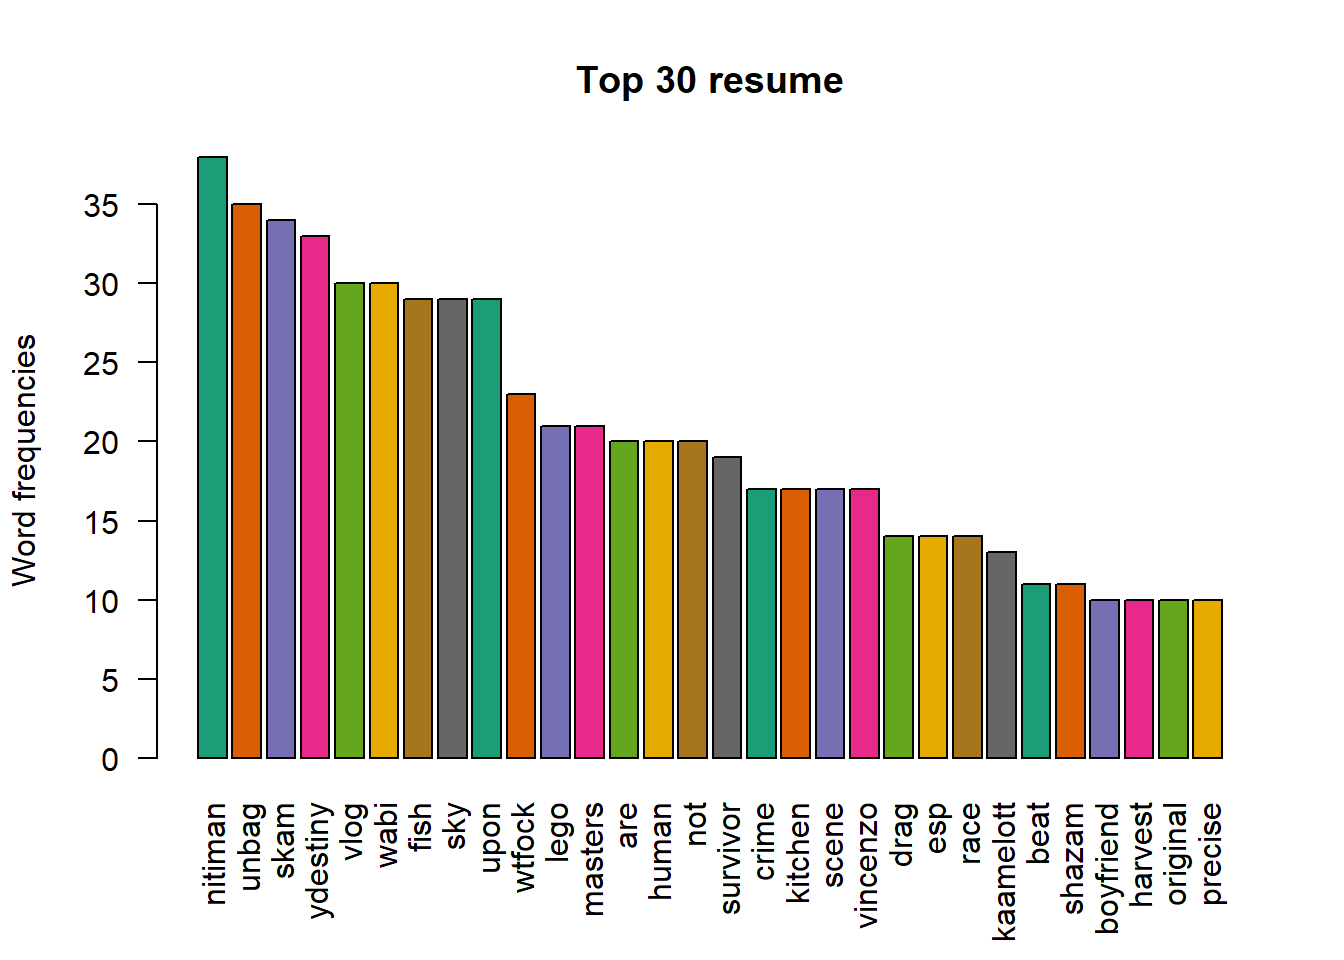 Top 30 resume
Word frequencies
35
30
25
20
15
10
5
0
nitiman
unbag
skam
ydestiny
vlog
wabi
fish
sky
upon
wtfock
lego
masters
are
human
not
survivor
crime
kitchen
scene
vincenzo
drag
esp
race
kaamelott
beat
shazam
boyfriend
harvest
original
precise